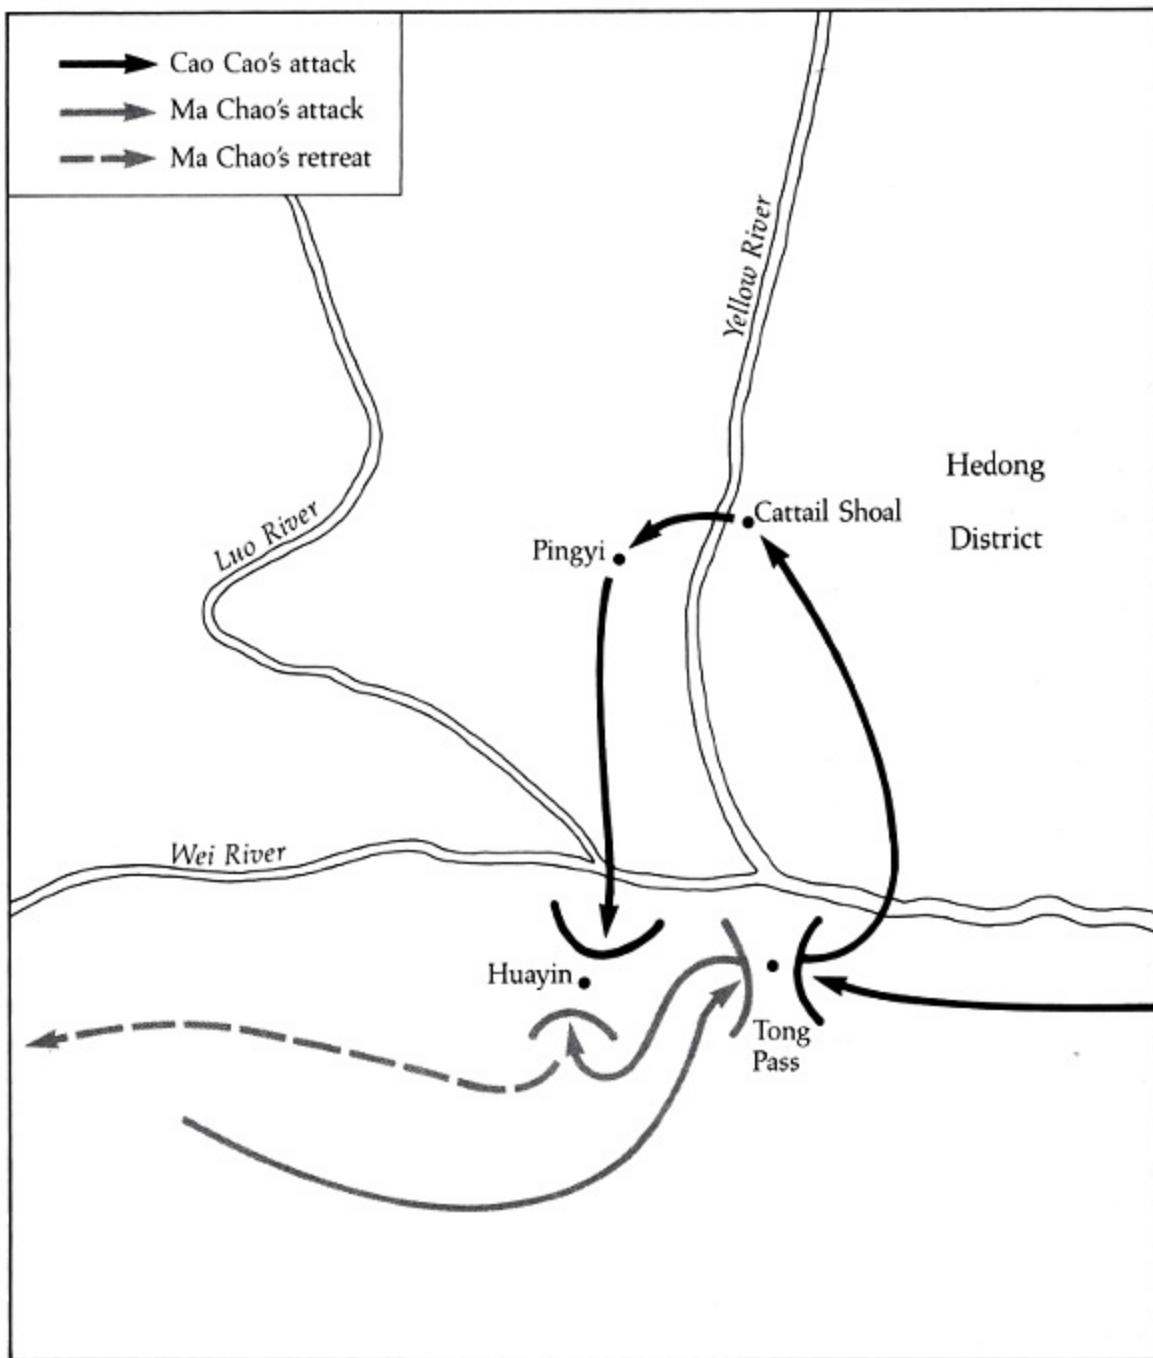 Cao Cao's attack
Ma Chao's attack
Ma Chao's retreat
Yellow River
Hedong
District
Cattail Shoal
Luo River
Pingyi
Wei River
Huayin
Tong
Pass